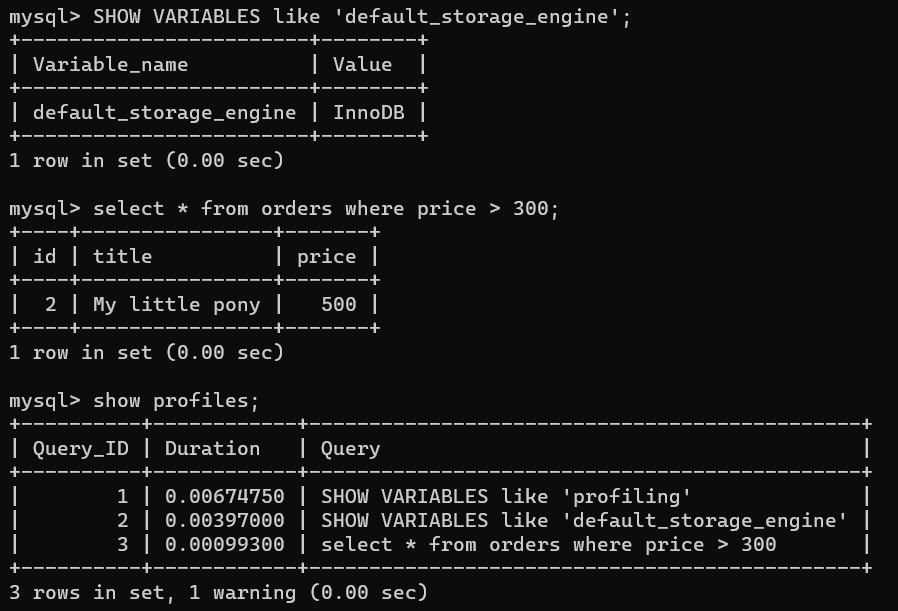 mysql> SHOW VARIABLES like 'default_storage_engine';
+------------------------+--------+
| Variable_name          | Value  |
+------------------------+--------+
| default_storage_engine | InnoDB |
+------------------------+--------+
1 row in set (0.00 sec)

mysql> select * from orders where price > 300;
+----+----------------+-------+
| id | title          | price |
+----+----------------+-------+
|  2 | My little pony |   500 |
+----+----------------+-------+
1 row in set (0.00 sec)

mysql> show profiles;
+----------+------------+----------------------------------------------+
| Query_ID | Duration   | Query                                        |
+----------+------------+----------------------------------------------+
|        1 | 0.00674750 | SHOW VARIABLES like 'profiling'              |
|        2 | 0.00397000 | SHOW VARIABLES like 'default_storage_engine' |
|        3 | 0.00099300 | select * from orders where price > 300       |
+----------+------------+----------------------------------------------+
3 rows in set, 1 warning (0.00 sec)